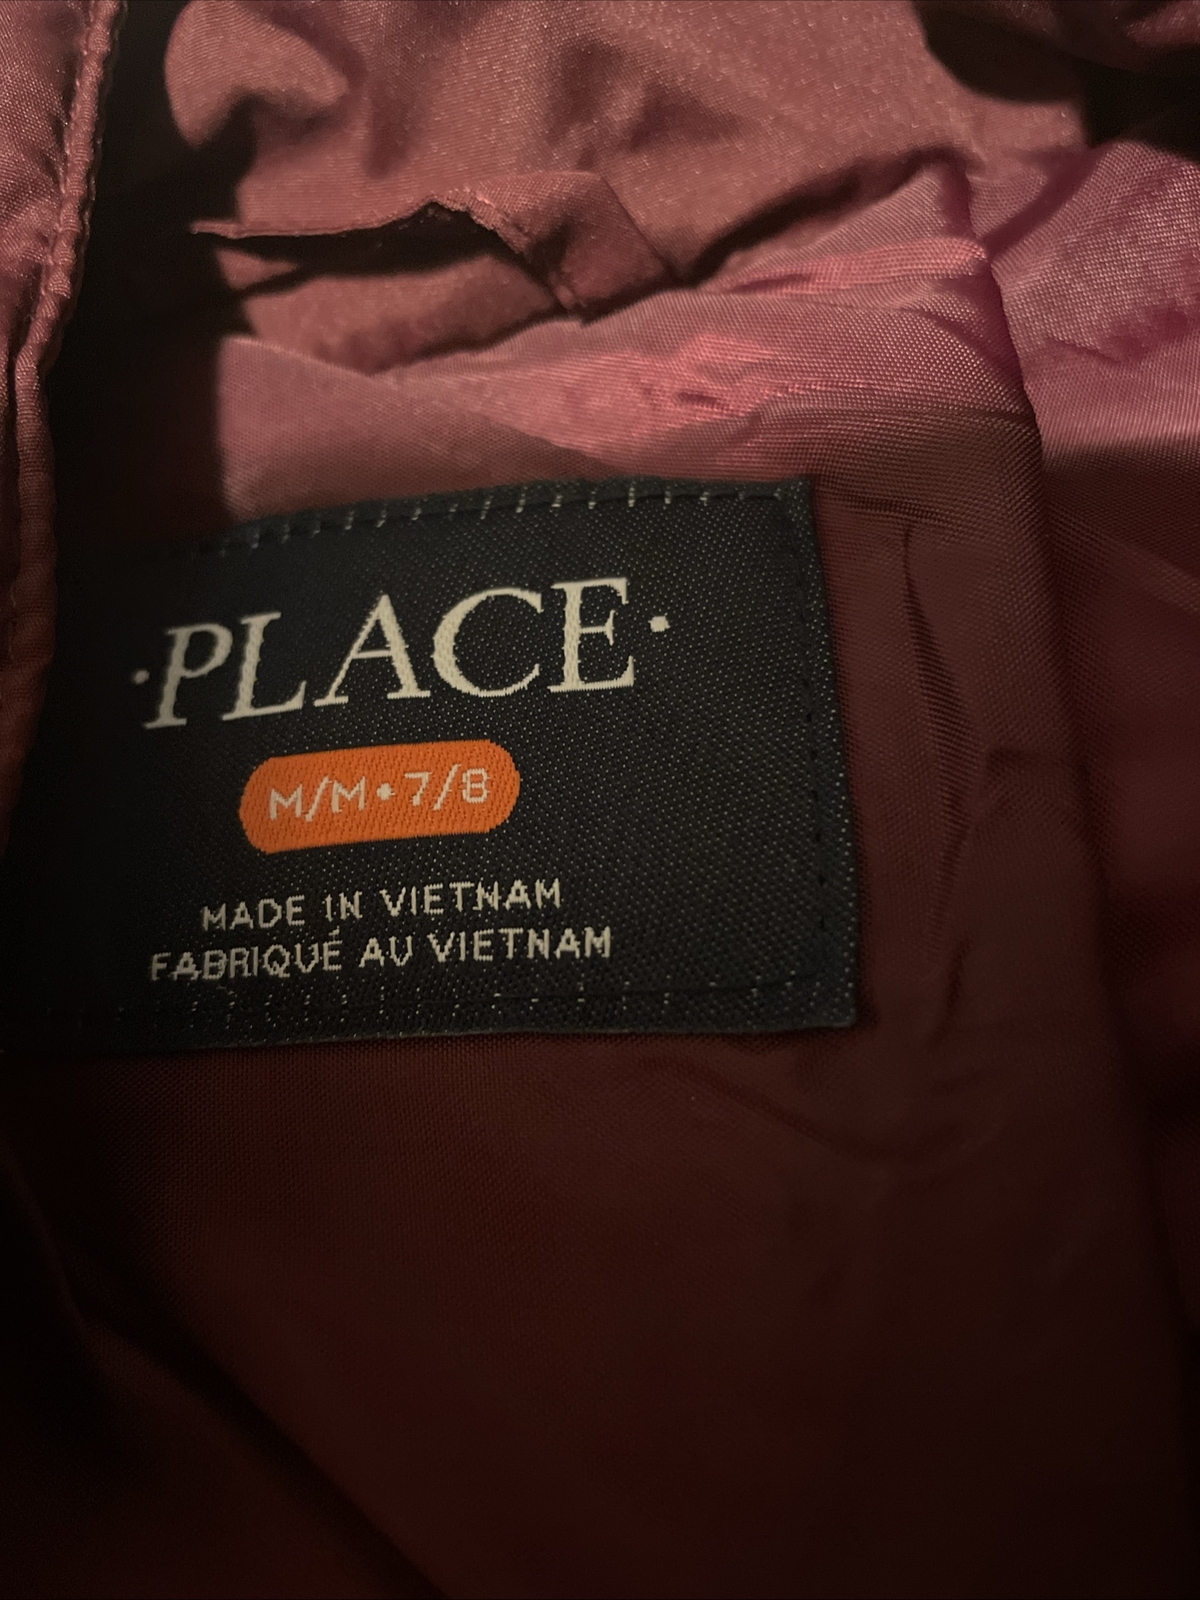 ·PLACE·
M/M•7/8
MADE IN VIETNAM
FABRIQUÉ AU VIETNAM